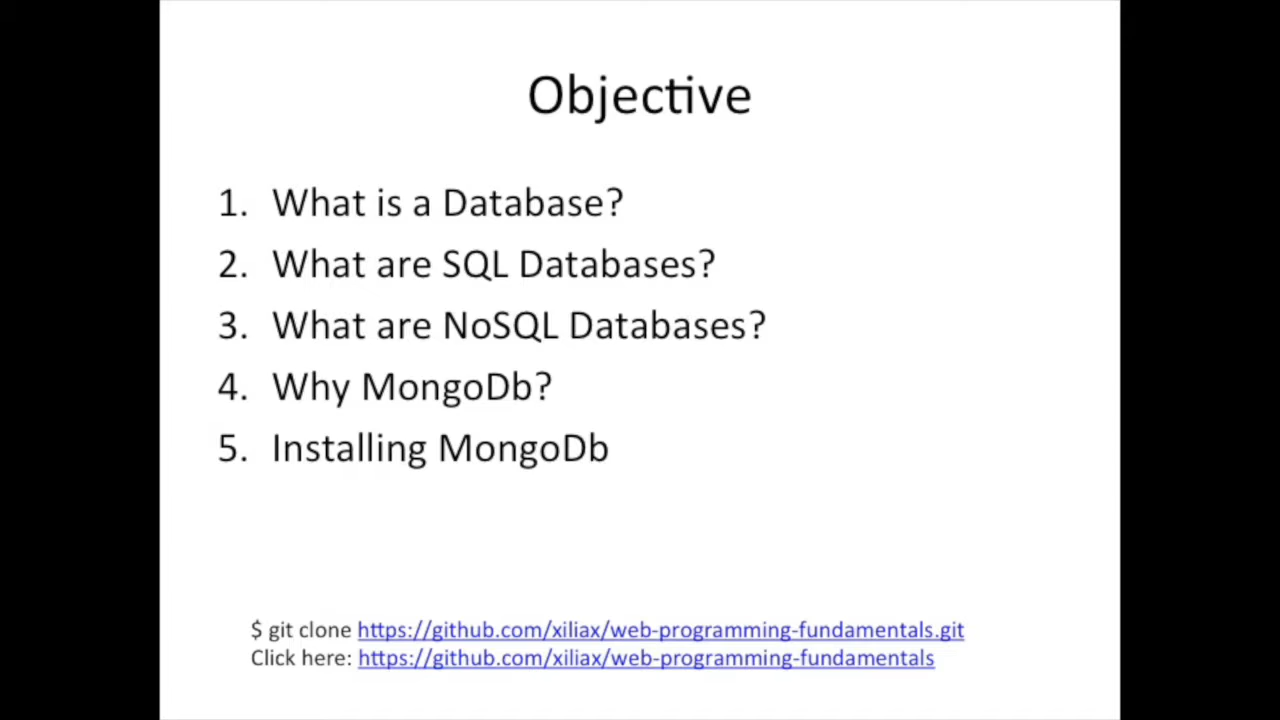 Objective
1. What is a Database?
2. What are SQL Databases?
3. What are NoSQL Databases?
4. Why MongoDb?
5. Installing MongoDb
$ git clone https://github.com/xiliax/web-programming-fundamentals.git
Click here: https://github.com/xiliax/web-programming-fundamentals